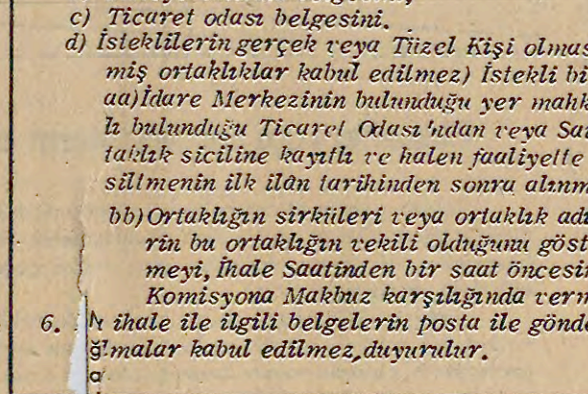 c) Ticaret odası belgesini.
d) İsteklilerin gerçek veya Tüzel Kişi olmas
miş ortaklıklar kabul edilmez) İstekli bi
aa)İdare Merkezinin bulunduğu yer mahk
lı bulunduğu Ticaret Odası'ndan veya Sa
taklık siciline kayıtlı ve halen faaliyette
siltmenin ilk ilân tarihinden sonra alınm
bb)Ortaklığın sirküleri veya ortaklık adı
rin bu ortaklığın vekili olduğunu göst
meyi, İhale Saatinden bir saat öncesin
Komisyona Makbuz karşılığında verm
6. ihale ile ilgili belgelerin posta ile gönde
malar kabul edilmez, duyurulur.